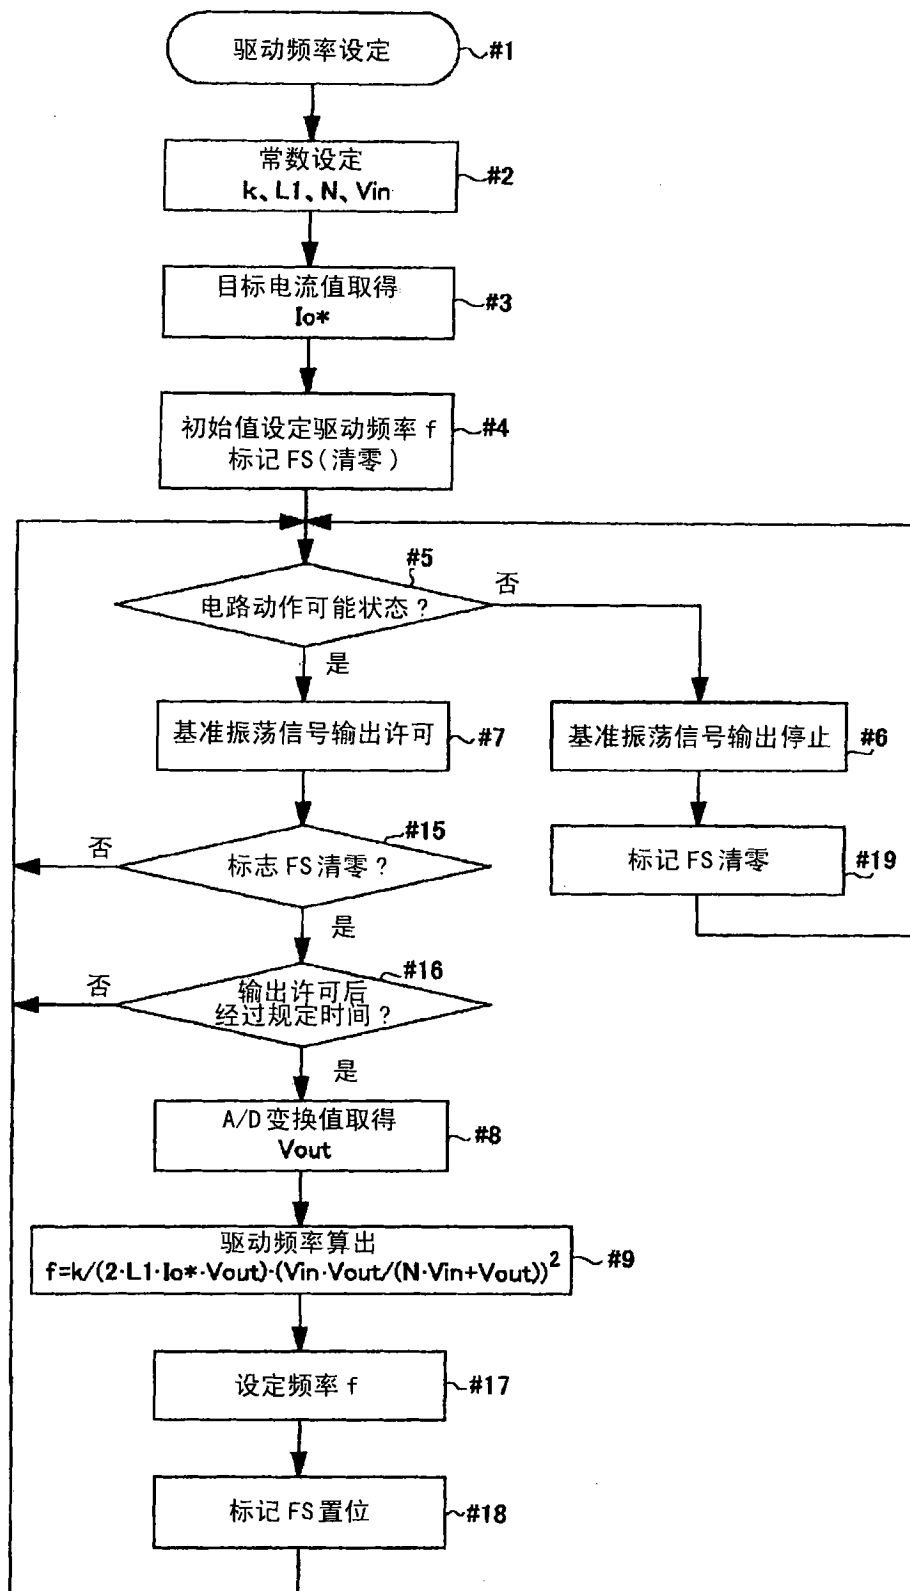 驱动频率设定
#1
常数设定
k、L1、N、Vin
#2
目标电流值取得
Io*
#3
初始值设定驱动频率 f
标记 FS(清零)
#4
#5
电路动作可能状态?
否
是
基准振荡信号输出许可
#7
基准振荡信号输出停止
#6
#15
标志 FS 清零?
否
是
标记 FS 清零
#19
#16
输出许可后
经过规定时间?
否
是
A/D 变换值取得
Vout
#8
驱动频率算出
f=k/(2·L1·Io*·Vout)·(Vin·Vout/(N·Vin+Vout))²
#9
设定频率 f
#17
标记 FS 置位
#18